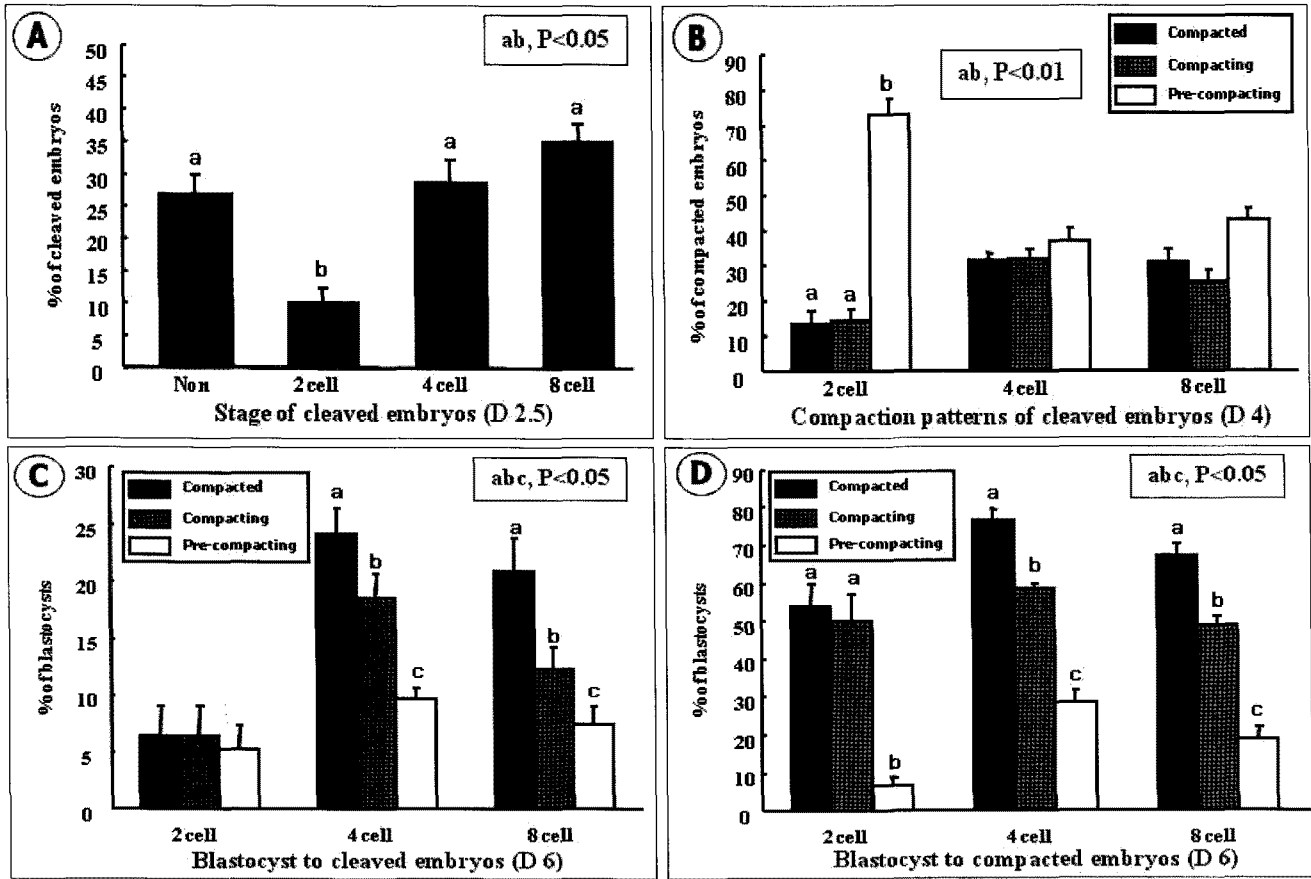 A
ab, P<0.05
50
45
40
35
30
25
20
15
10
5
0
% of cleaved embryos
a
b
a
a
Non 2 cell 4 cell 8 cell
Stage of cleaved embryos (D 2.5)
B
Compacted
Compacting
Pre-compacting
ab, P<0.01
90
80
70
60
50
40
30
20
10
0
% of compacted embryos
a a b
2 cell 4 cell 8 cell
Compaction patterns of cleaved embryos (D 4)
C
Compacted
Compacting
Pre-compacting
abc, P<0.05
30
25
20
15
10
5
0
% of blastocysts
a b c
a b c
2 cell 4 cell 8 cell
Blastocyst to cleaved embryos (D 6)
D
Compacted
Compacting
Pre-compacting
abc, P<0.05
90
80
70
60
50
40
30
20
10
0
% of blastocysts
a a b
a b c
a b c
2 cell 4 cell 8 cell
Blastocyst to compacted embryos (D 6)